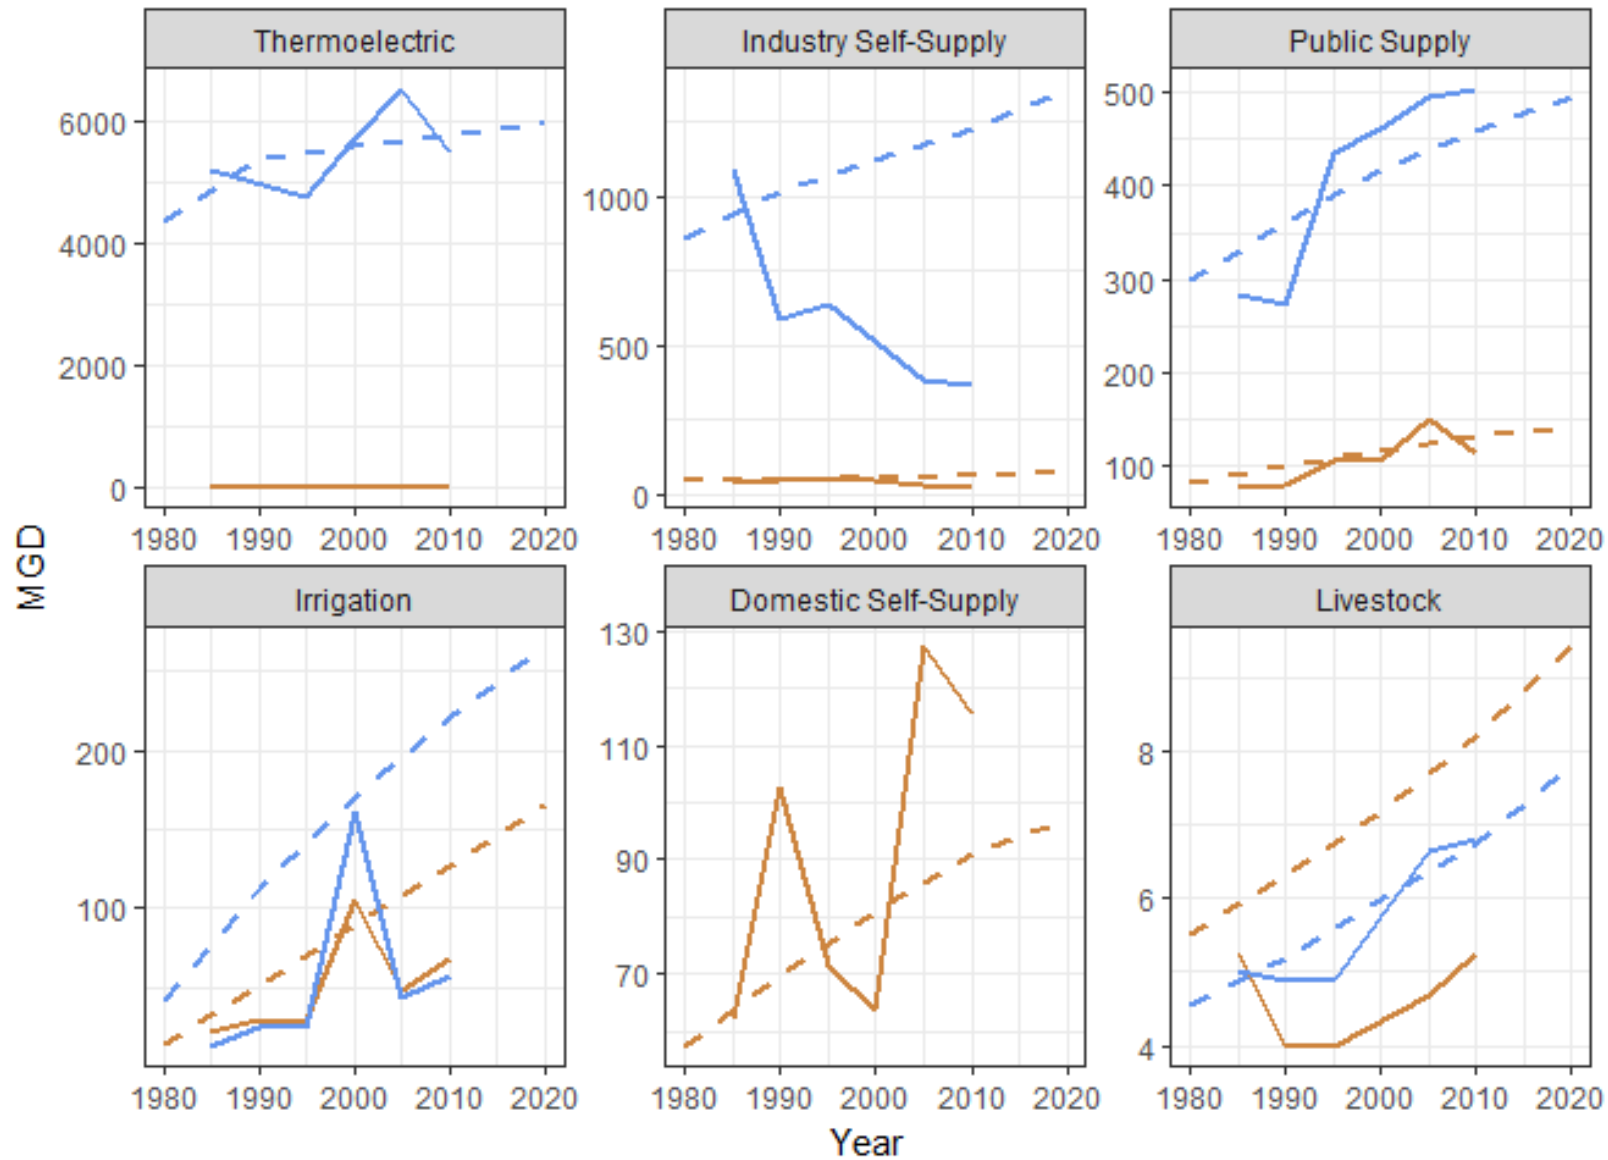 Thermoelectric
Industry Self-Supply
Public Supply
6000
4000
2000
0
1000
500
0
500
400
300
200
100
1980 1990 2000 2010 2020
1980 1990 2000 2010 2020
1980 1990 2000 2010 2020
MGD
Irrigation
Domestic Self-Supply
Livestock
200
100
130
110
90
70
8
6
4
1980 1990 2000 2010 2020
1980 1990 2000 2010 2020
1980 1990 2000 2010 2020
Year